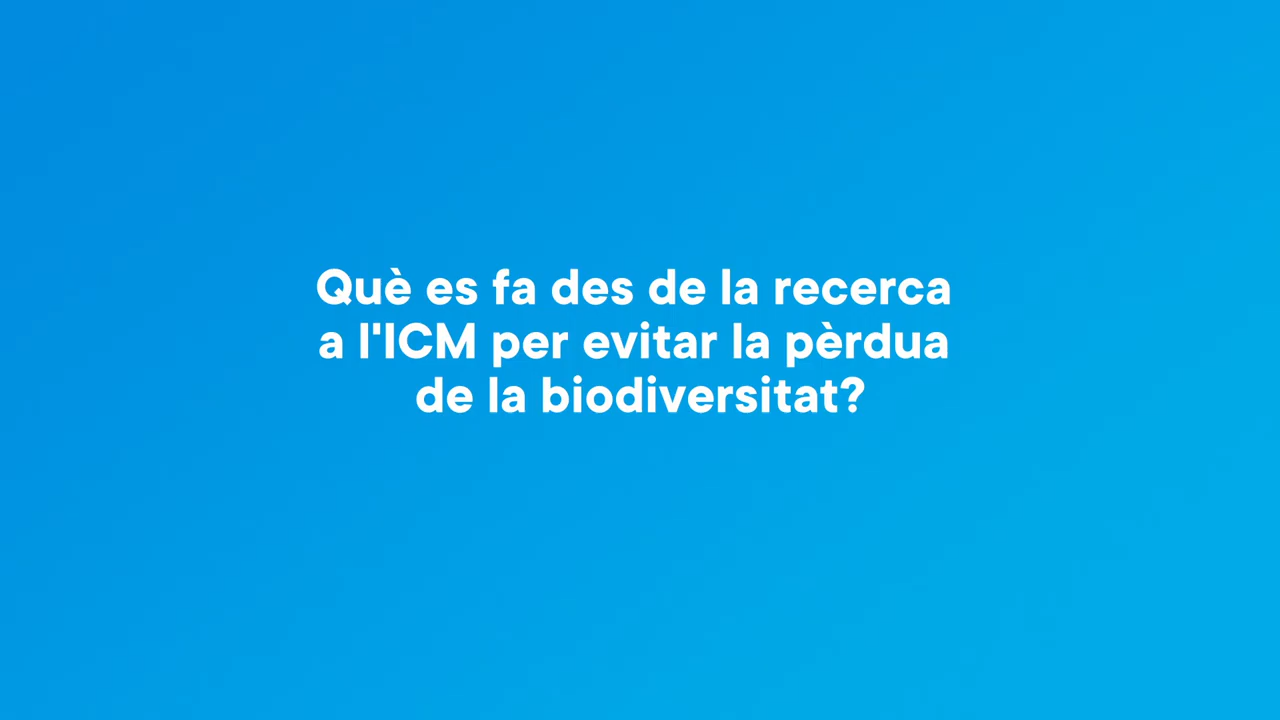 Què es fa des de la recerca
a l'ICM per evitar la pèrdua
de la biodiversitat?